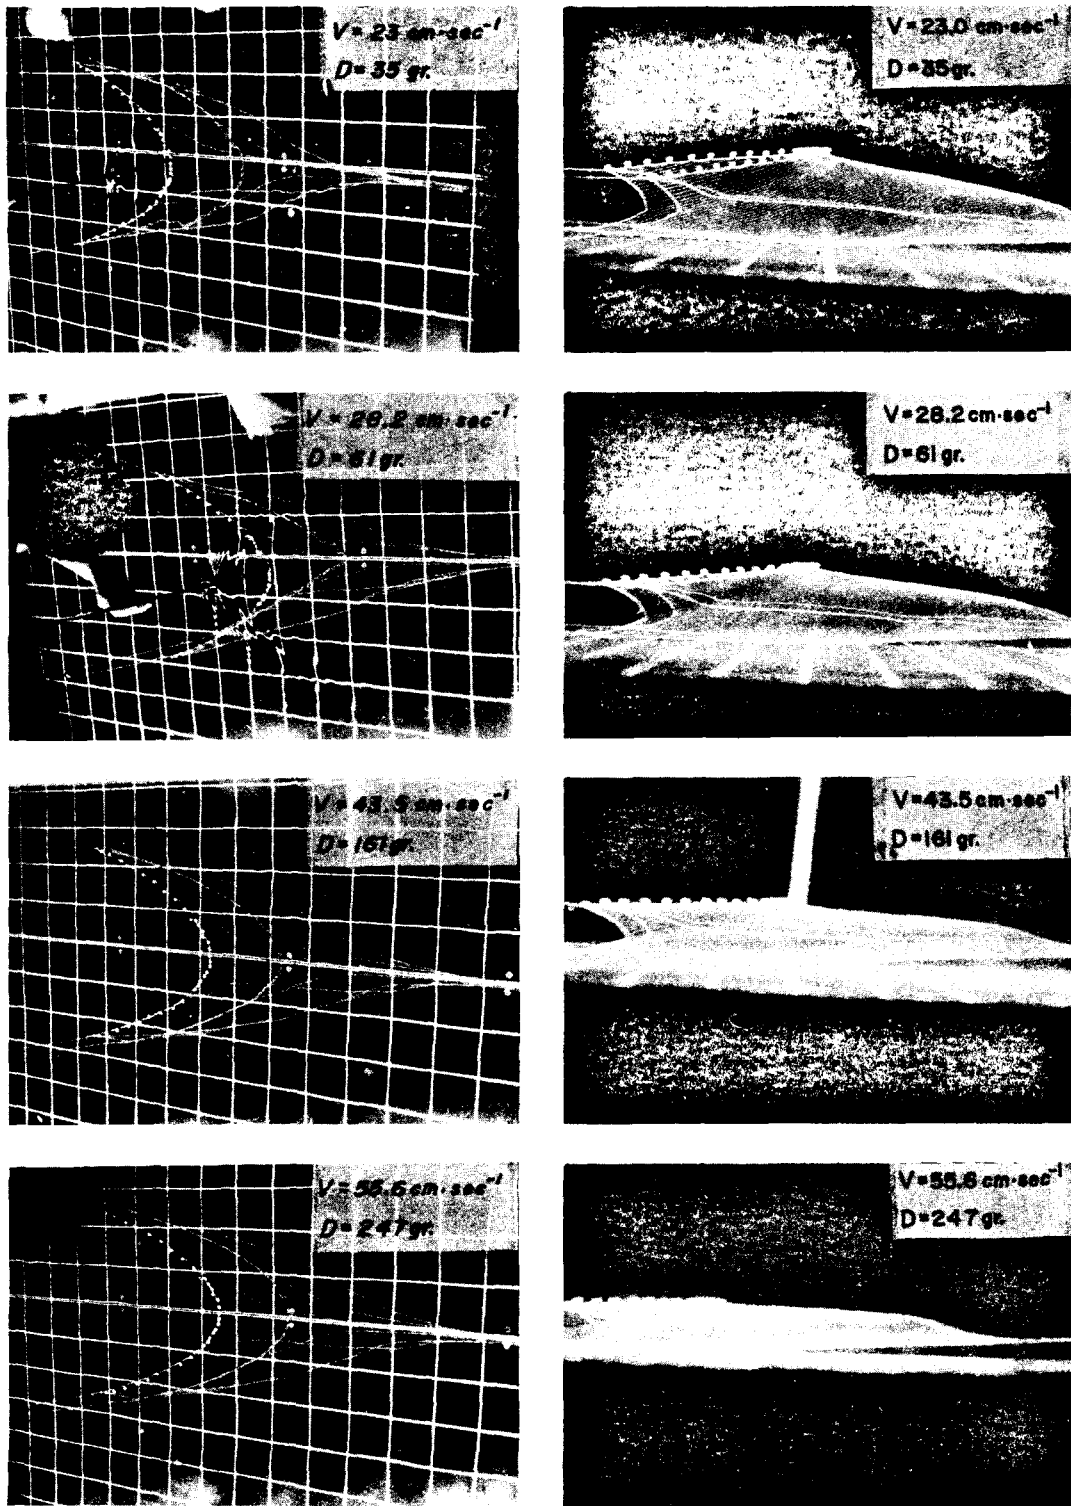 V = 23 cm·sec⁻¹
D = 35 gr.
V = 23.0 cm·sec⁻¹
D = 35 gr.
V = 28.2 cm·sec⁻¹
D = 61 gr.
V = 28.2 cm·sec⁻¹
D = 61 gr.
V = 43.5 cm·sec⁻¹
D = 161 gr.
V = 43.5 cm·sec⁻¹
D = 161 gr.
V = 55.6 cm·sec⁻¹
D = 247 gr.
V = 55.6 cm·sec⁻¹
D = 247 gr.